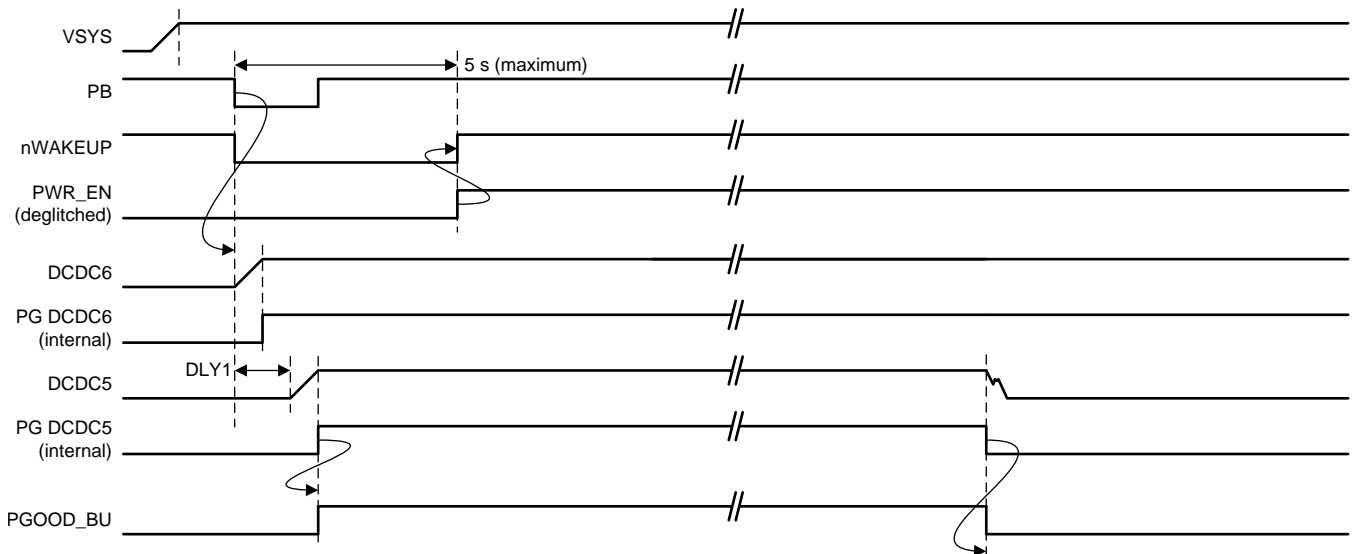 VSYS
5 s (maximum)
PB
nWAKEUP
PWR_EN
(deglitched)
DCDC6
PG DCDC6
(internal)
DLY1
DCDC5
PG DCDC5
(internal)
PGOOD_BU